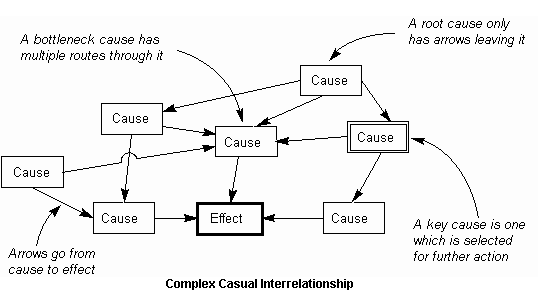 A root cause only
has arrows leaving it
A bottleneck cause has
multiple routes through it
Cause
Cause
Cause
Cause
Cause
Cause
Effect
Cause
Arrows go from
cause to effect
A key cause is one
which is selected
for further action
Complex Casual Interrelationship